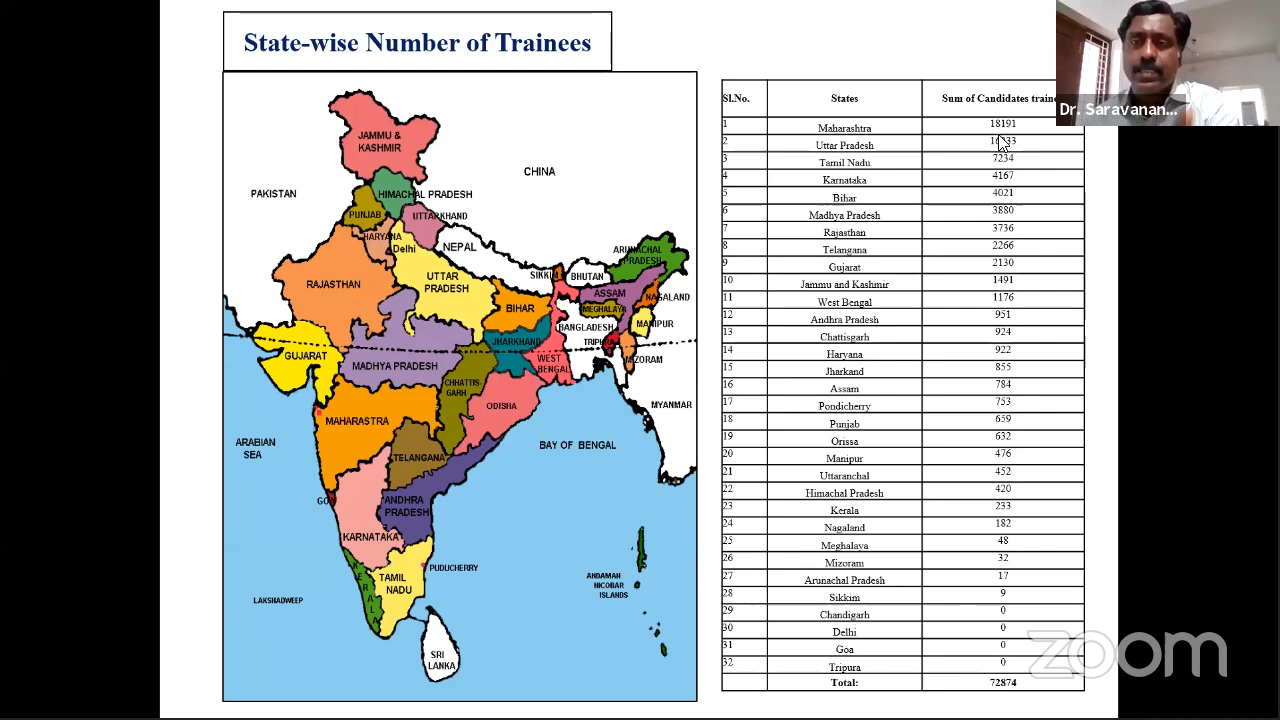 State-wise Number of Trainees
JAMMU &
KASHMIR
CHINA
PAKISTAN
HIMACHAL PRADESH
PUNJAB
UTTARKHAND
HARYANA
Delhi
NEPAL
ARUNACHAL
PRADESH
SIKKIM
BHUTAN
RAJASTHAN
UTTAR
PRADESH
ASSAM
NAGALAND
BIHAR
MEGHALAYA
MANIPUR
BANGLADESH
JHARKHAND
TRIPURA
GUJARAT
MADHYA PRADESH
WEST
BENGAL
MIZORAM
CHHATTIS-
GARH
ODISHA
MYANMAR
MAHARASTRA
ARABIAN
SEA
BAY OF BENGAL
TELANGANA
GOA
ANDHRA
PRADESH
KARNATAKA
KERALA
TAMIL
NADU
PUDUCHERRY
ANDAMAN
NICOBAR
ISLANDS
LAKSHADWEEP
SRI
LANKA
Sl.No. States Sum of Candidates traine
1 Maharashtra 18191
2 Uttar Pradesh
3 Tamil Nadu 7234
4 Karnataka 4167
5 Bihar 4021
6 Madhya Pradesh 3880
7 Rajasthan 3736
8 Telangana 2266
9 Gujarat 2130
10 Jammu and Kashmir 1491
11 West Bengal 1176
12 Andhra Pradesh 951
13 Chattisgarh 924
14 Haryana 922
15 Jharkand 855
16 Assam 784
17 Pondicherry 753
18 Punjab 659
19 Orissa 632
20 Manipur 476
21 Uttaranchal 452
22 Himachal Pradesh 420
23 Kerala 233
24 Nagaland 182
25 Meghalaya 48
26 Mizoram 32
27 Arunachal Pradesh 17
28 Sikkim 9
29 Chandigarh 0
30 Delhi 0
31 Goa 0
32 Tripura 0
Total: 72874
Dr. Saravanan...
zoom